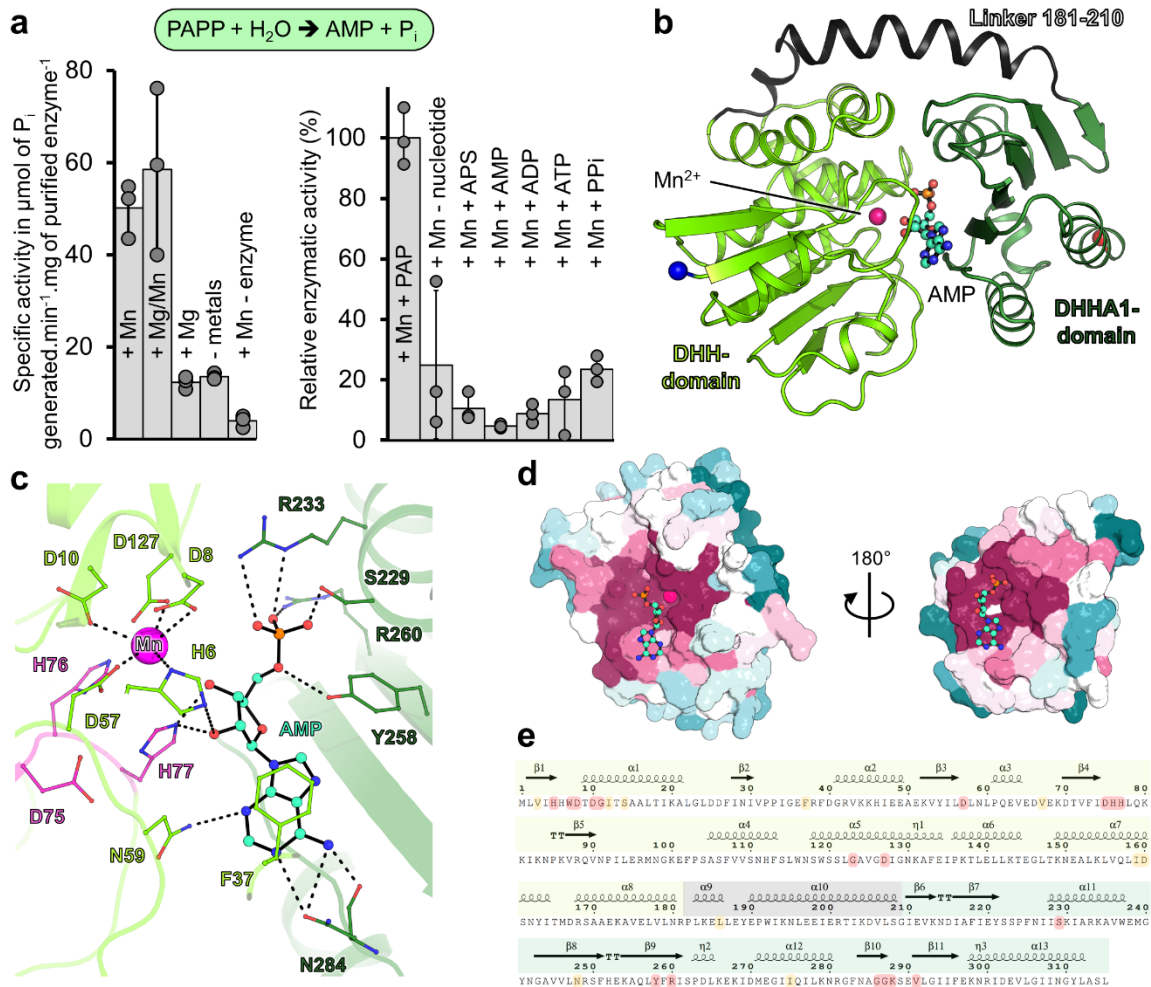 a
PAPP + H₂O ➔ AMP + Pᵢ
Specific activity in µmol of Pᵢ
generated.min⁻¹.mg of purified enzyme⁻¹
80
60
40
20
0
+ Mn
+ Mg/Mn
+ Mg
- metals
+ Mn - enzyme
Relative enzymatic activity (%)
100
80
60
40
20
0
+ Mn + PAP
+ Mn - nucleotide
+ Mn + APS
+ Mn + AMP
+ Mn + ADP
+ Mn + ATP
+ Mn + PPi
b
Linker 181-210
Mn²⁺
AMP
DHH-
domain
DHHA1-
domain
c
R233
D10
D127
D8
S229
R260
Mn
H76
H6
D57
AMP
Y258
H77
D75
N59
F37
N284
d
180°
e
β1 α1 β2 α2 β3 α3 β4
1 10 20 30 40 50 60 70 80
MLVIHHWDTDGITSAALTIKALGLDDFINIVPPIGEFRFDGRVKKHIEEAEKVYILDLNLPQEVEDVEKDTVFIDHHLQK
TT β5 α4 α5 η1 α6 α7
90 100 110 120 130 140 150 160
KIKNPKVRQVNPILERMNGKEFPSASFVVSNHFSLWNSWSSLGAVGDIGNKAFEIPKTLELLKTEGLTKNEALKLVQLID
α8 α9 α10 β6 TT β7 α11
170 180 190 200 210 220 230 240
SNYITMDRSAAEKAVELVLNRPLKELLEYEPWIKNLEEIERTIKDVLSGIEVKNDIAFIEYSSPFNIISKIARKAVWEMG
β8 TT β9 η2 α12 β10 β11 η3 α13
250 260 270 280 290 300 310
YNGAVVLNRSFHEKAQLYFRISPDLKEKIDMEGEIQILKNRGFNAGGKSEVLGIIFEKNRIDEVLGIINGYLASL